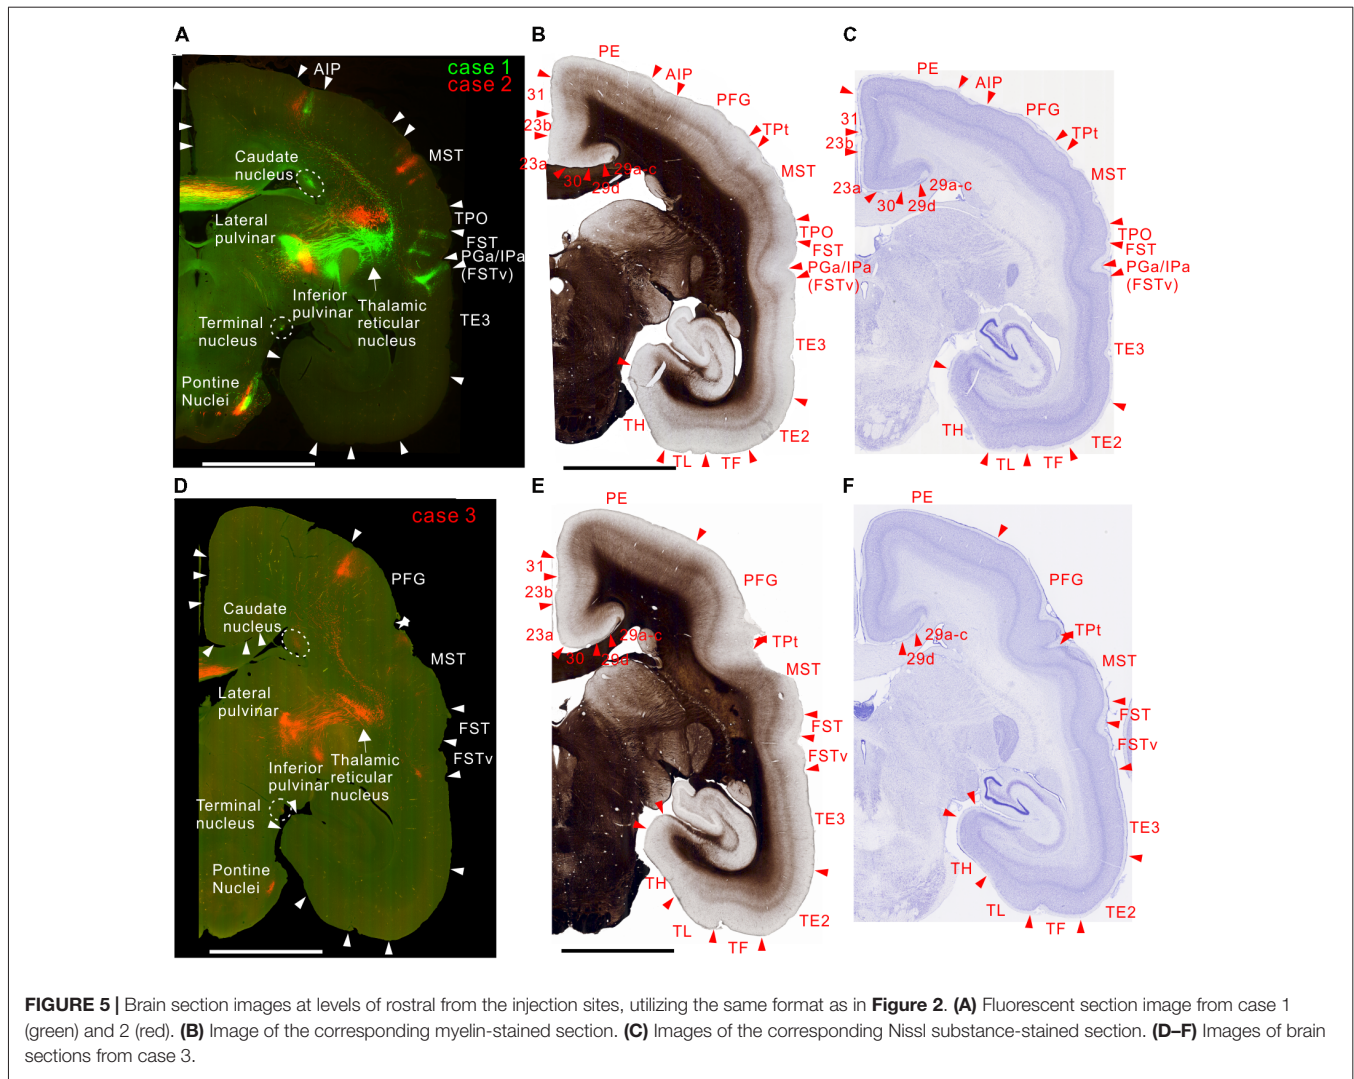 A
case 1
case 2
AIP
MST
Caudate
nucleus
Lateral
pulvinar
TPO
FST
PGa/IPa
(FSTv)
Inferior
pulvinar
Thalamic
reticular
nucleus
Terminal
nucleus
TE3
Pontine
Nuclei
B
PE
AIP
31
PFG
23b
TPt
23a
30
29d
29a-c
MST
TPO
FST
PGa/IPa
(FSTv)
TE3
TH
TE2
TL
TF
C
PE
AIP
31
PFG
23b
TPt
23a
30
29d
29a-c
MST
TPO
FST
PGa/IPa
(FSTv)
TE3
TH
TE2
TL
TF
D
case 3
PFG
Caudate
nucleus
MST
Lateral
pulvinar
FST
FSTv
Inferior
pulvinar
Thalamic
reticular
nucleus
Terminal
nucleus
Pontine
Nuclei
E
PE
31
PFG
23b
23a
30
29d
29a-c
TPt
MST
FST
FSTv
TE3
TH
TE2
TL
TF
F
PE
PFG
29a-c
29d
TPt
MST
FST
FSTv
TE3
TH
TL
TE2
TF
FIGURE 5 | Brain section images at levels of rostral from the injection sites, utilizing the same format as in Figure 2. (A) Fluorescent section image from case 1
(green) and 2 (red). (B) Image of the corresponding myelin-stained section. (C) Images of the corresponding Nissl substance-stained section. (D–F) Images of brain
sections from case 3.